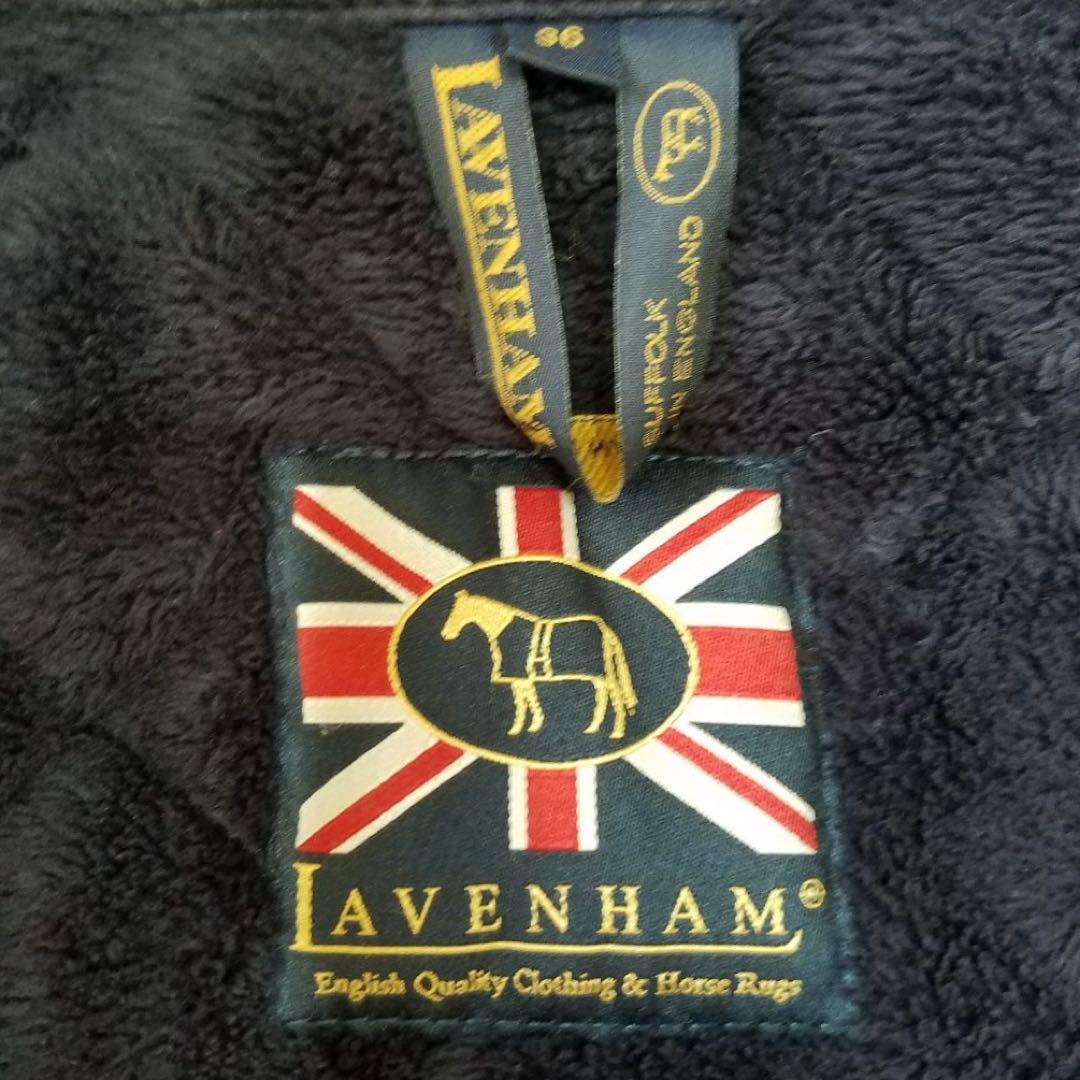 36
LAVENHAM
SUFFOLK
IN ENGLAND
LAVENHAM®
English Quality Clothing & Horse Rugs